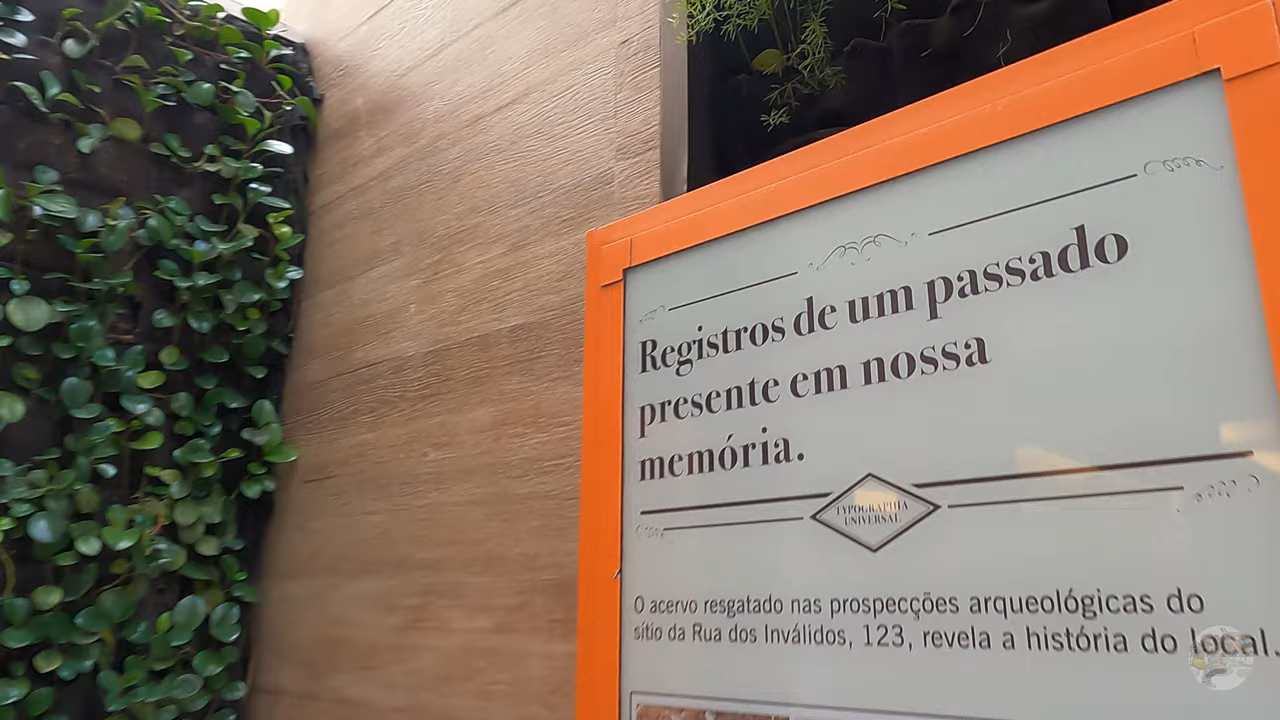 Registros de um passado
presente em nossa
memória.
TYPOGRAPHIA
UNIVERSAL
O acervo resgatado nas prospecções arqueológicas do
sítio da Rua dos Inválidos, 123, revela a história do local.